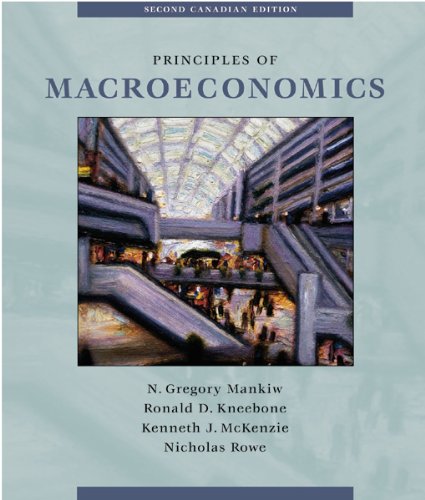 SECOND CANADIAN EDITION
PRINCIPLES OF
MACROECONOMICS
N. Gregory Mankiw
Ronald D. Kneebone
Kenneth J. McKenzie
Nicholas Rowe